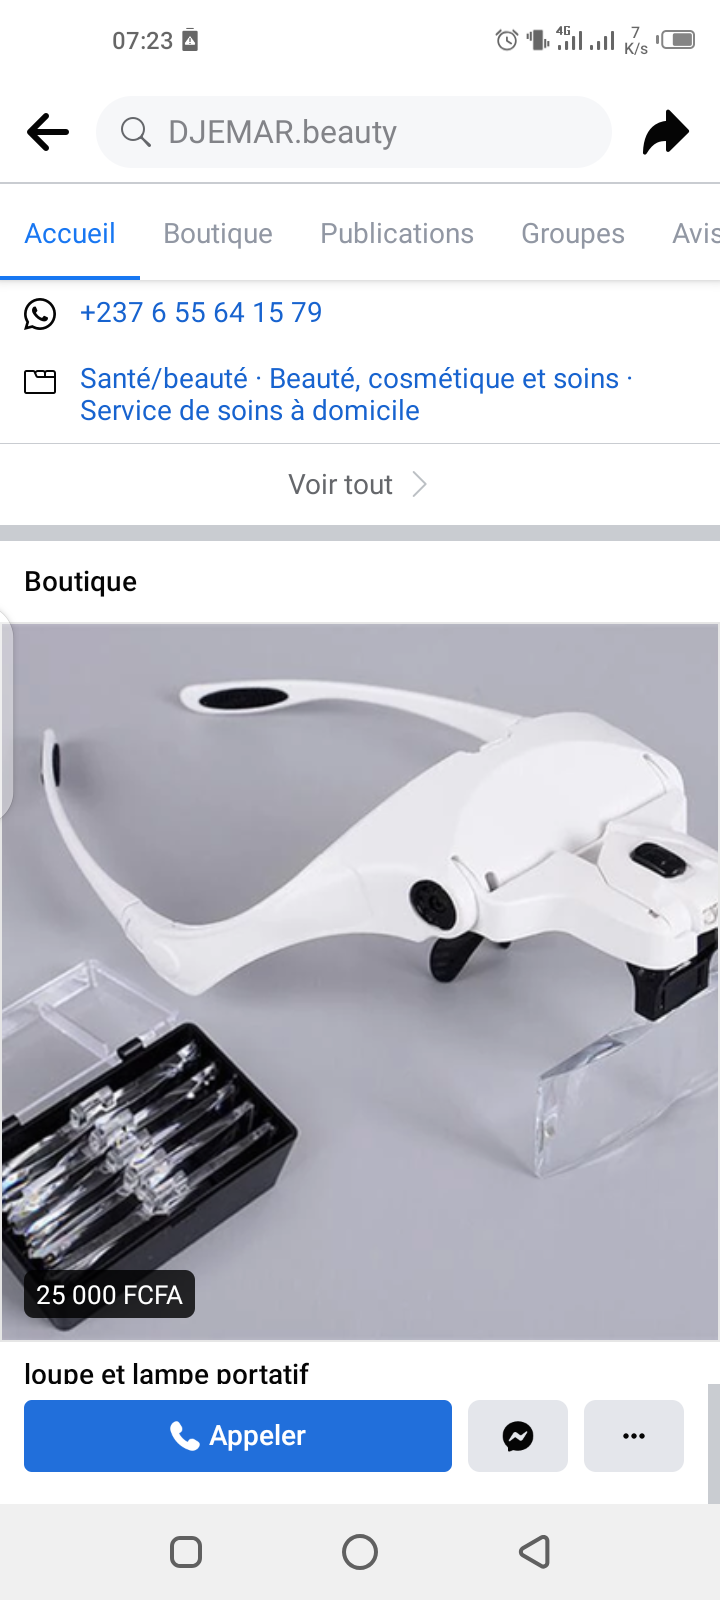 07:23
4G
7
K/s
DJEMAR.beauty
Accueil Boutique Publications Groupes Avis
+237 6 55 64 15 79
Santé/beauté · Beauté, cosmétique et soins ·
Service de soins à domicile
Voir tout
Boutique
25 000 FCFA
loupe et lampe portatif
Appeler